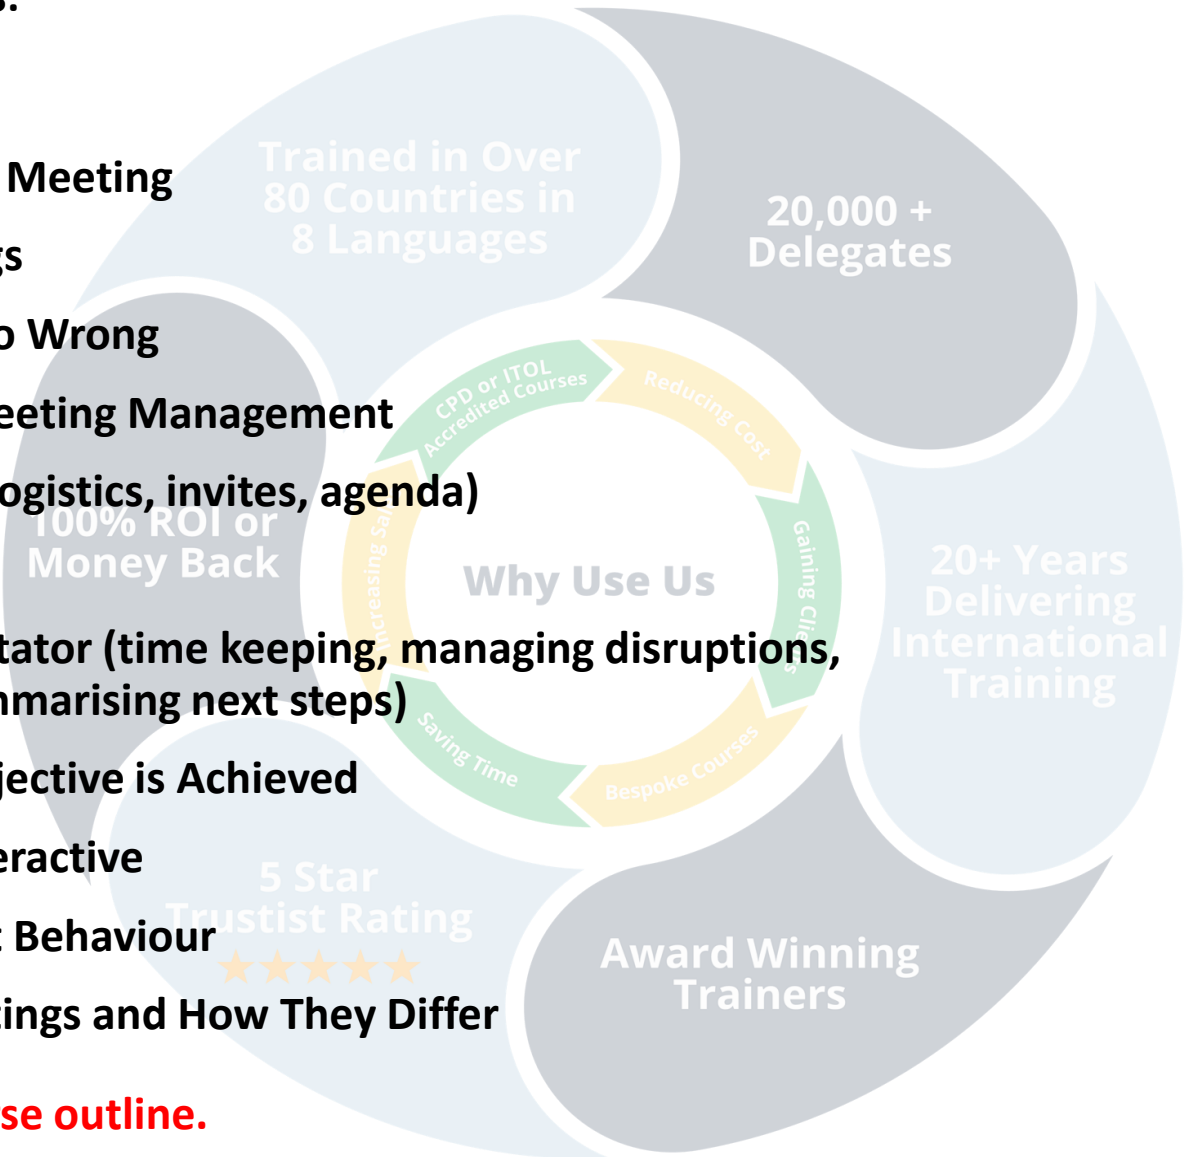 s.
Meeting
gs
o Wrong
eeting Management
ogistics, invites, agenda)
tator (time keeping, managing disruptions,
nmarising next steps)
jective is Achieved
eractive
t Behaviour
tings and How They Differ
rse outline.
Trained in Over
80 Countries in
8 Languages
20,000 +
Delegates
20+ Years
Delivering
International
Training
Award Winning
Trainers
5 Star
Trustist Rating
★★★★★
100% ROI or
Money Back
Why Use Us
CPD or ITOL
Accredited Courses
Reducing Cost
Gaining Clients
Bespoke Courses
Saving Time
Increasing Sal